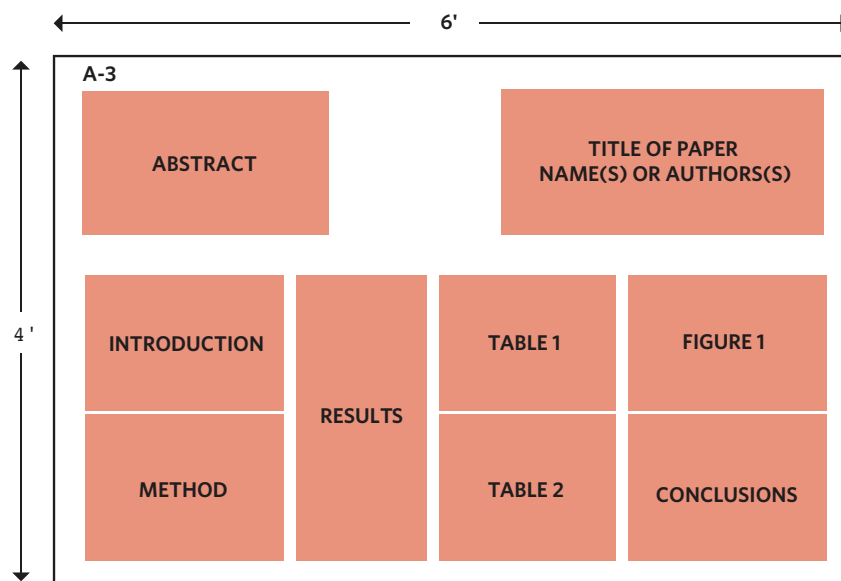 6'
4'
A-3
ABSTRACT
TITLE OF PAPER
NAME(S) OR AUTHORS(S)
INTRODUCTION
METHOD
RESULTS
TABLE 1
TABLE 2
FIGURE 1
CONCLUSIONS